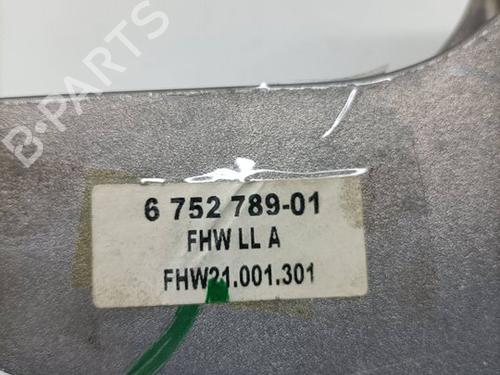 B-PARTS
6 752 789-01
FHW LL A
FHW21.001.301